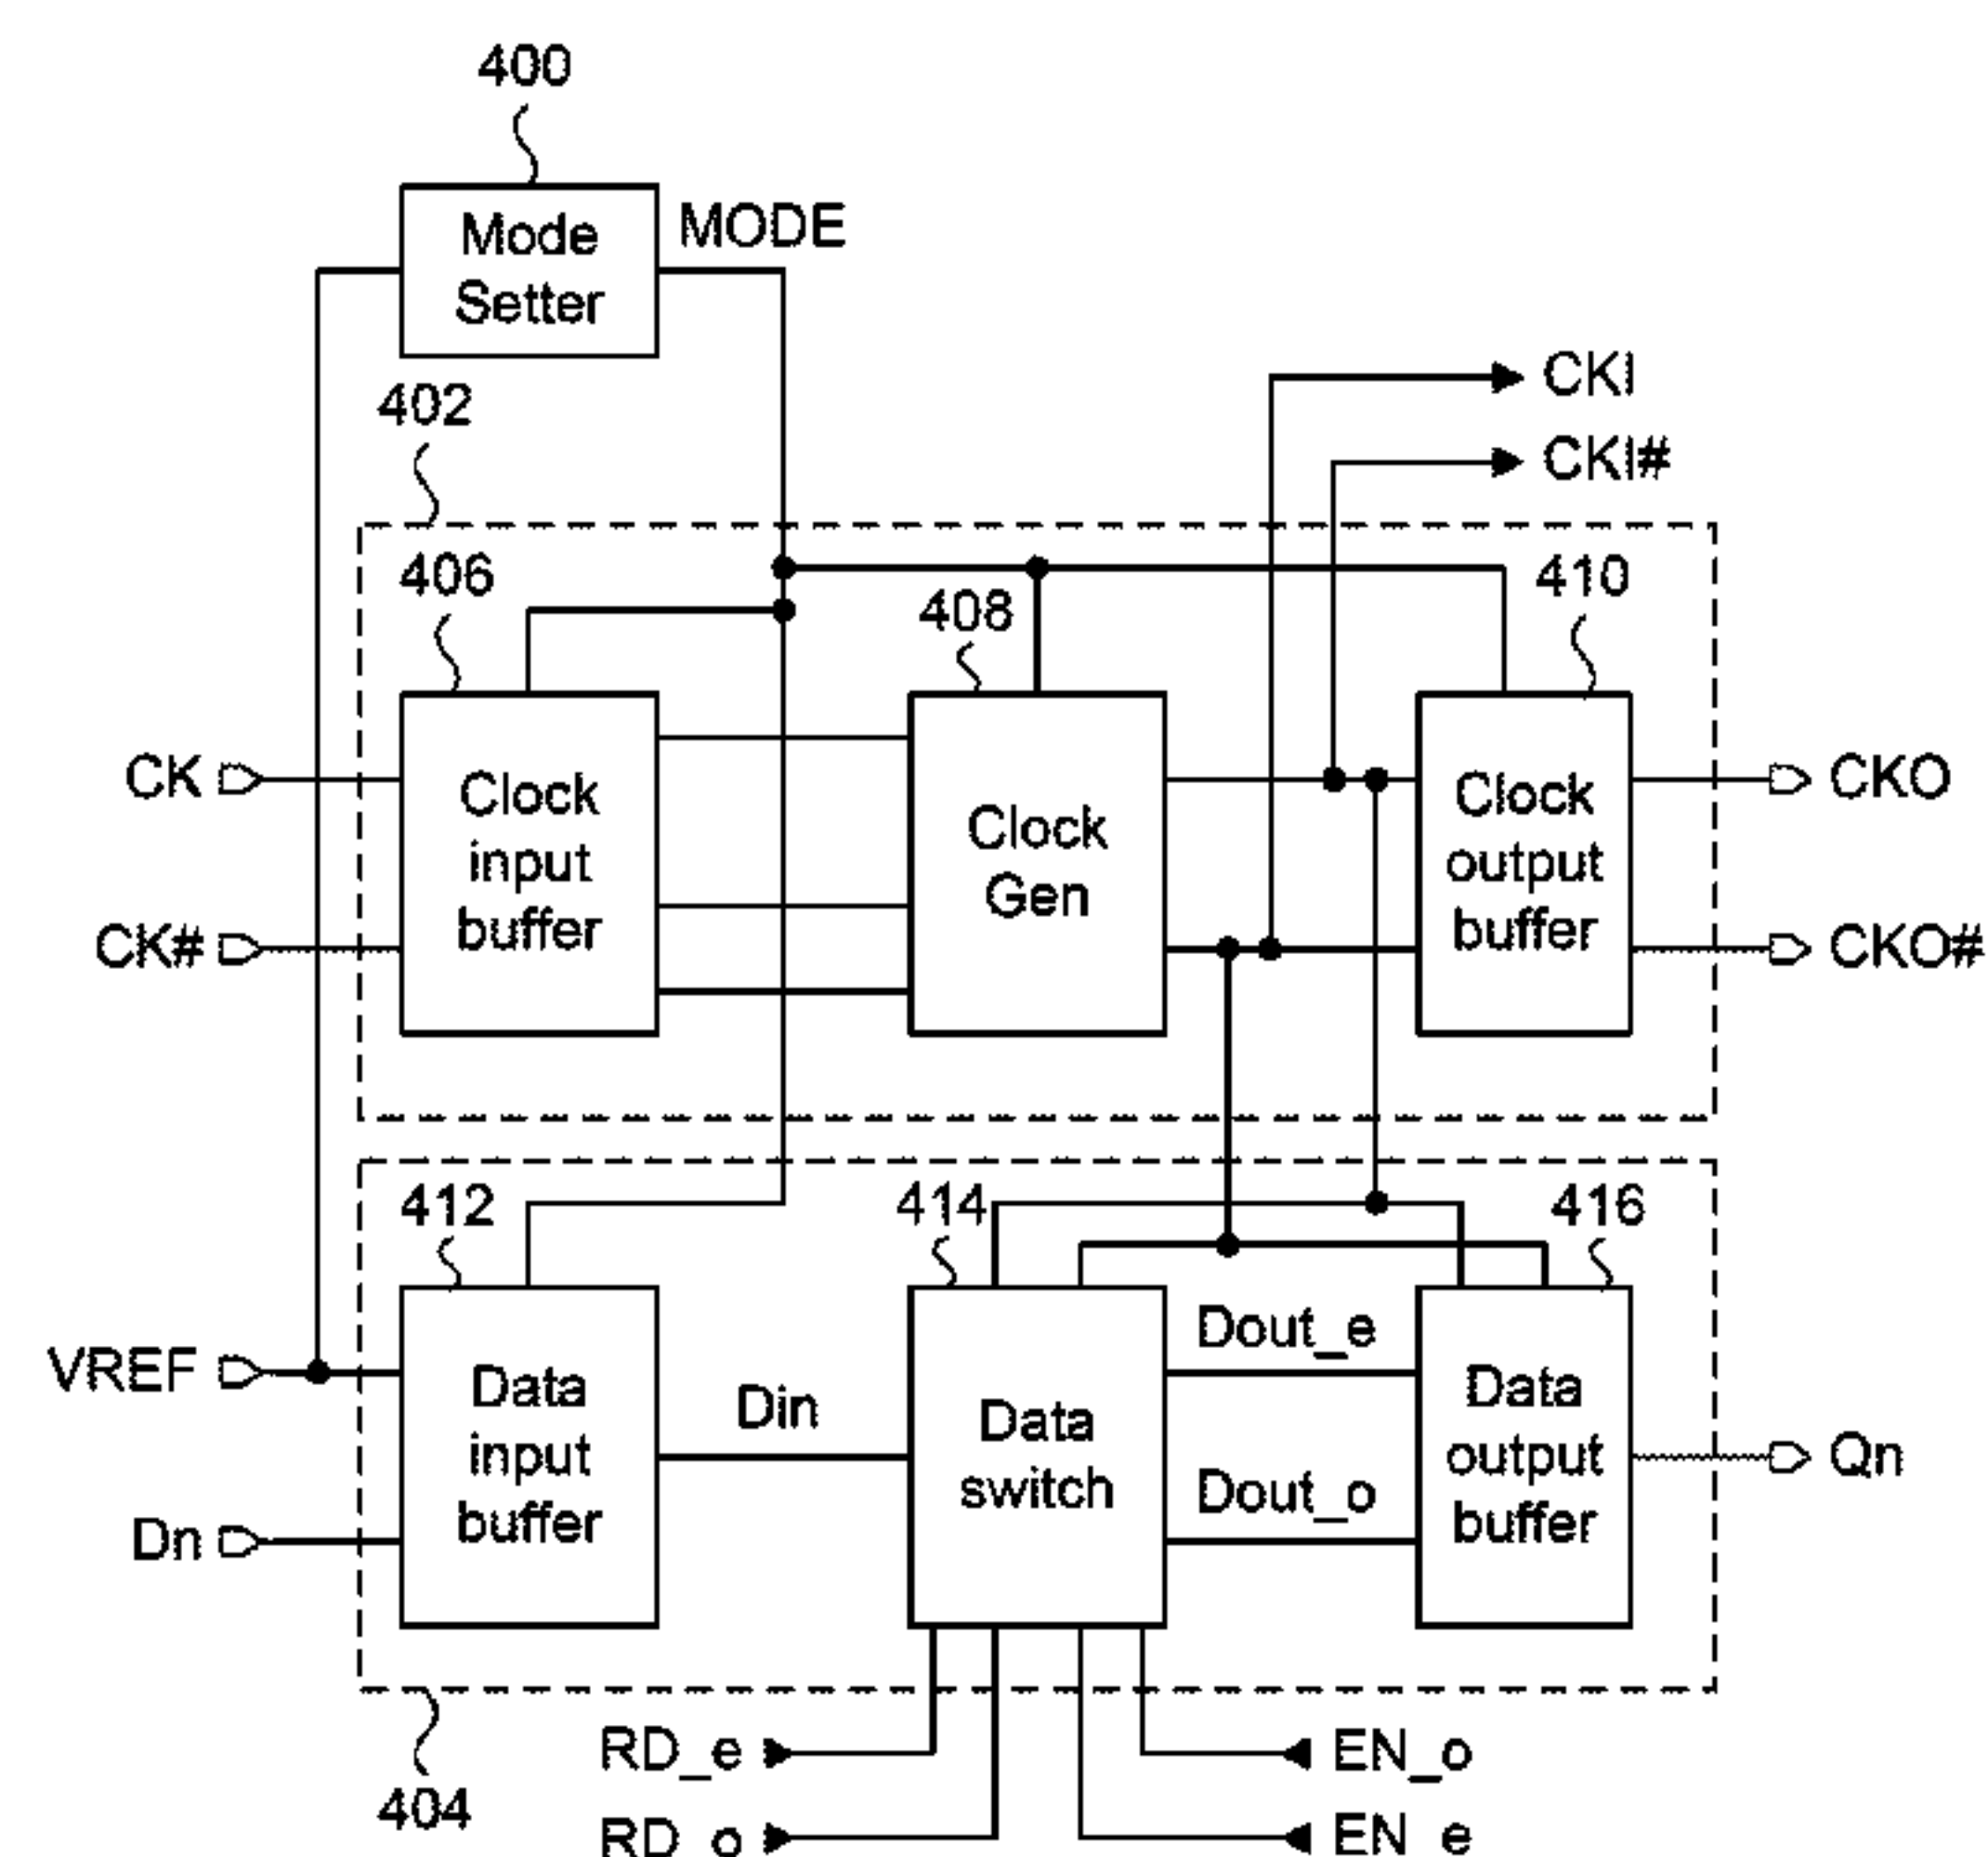 400
Mode
Setter
MODE
CKI
402
CKI#
406
408
410
CK
Clock
input
buffer
Clock
Gen
Clock
output
buffer
CKO
CK#
CKO#
412
414
416
VREF
Data
input
buffer
Din
Data
switch
Dout_e
Dout_o
Data
output
buffer
Qn
Dn
RD_e
EN_o
404
RD_o
EN_e